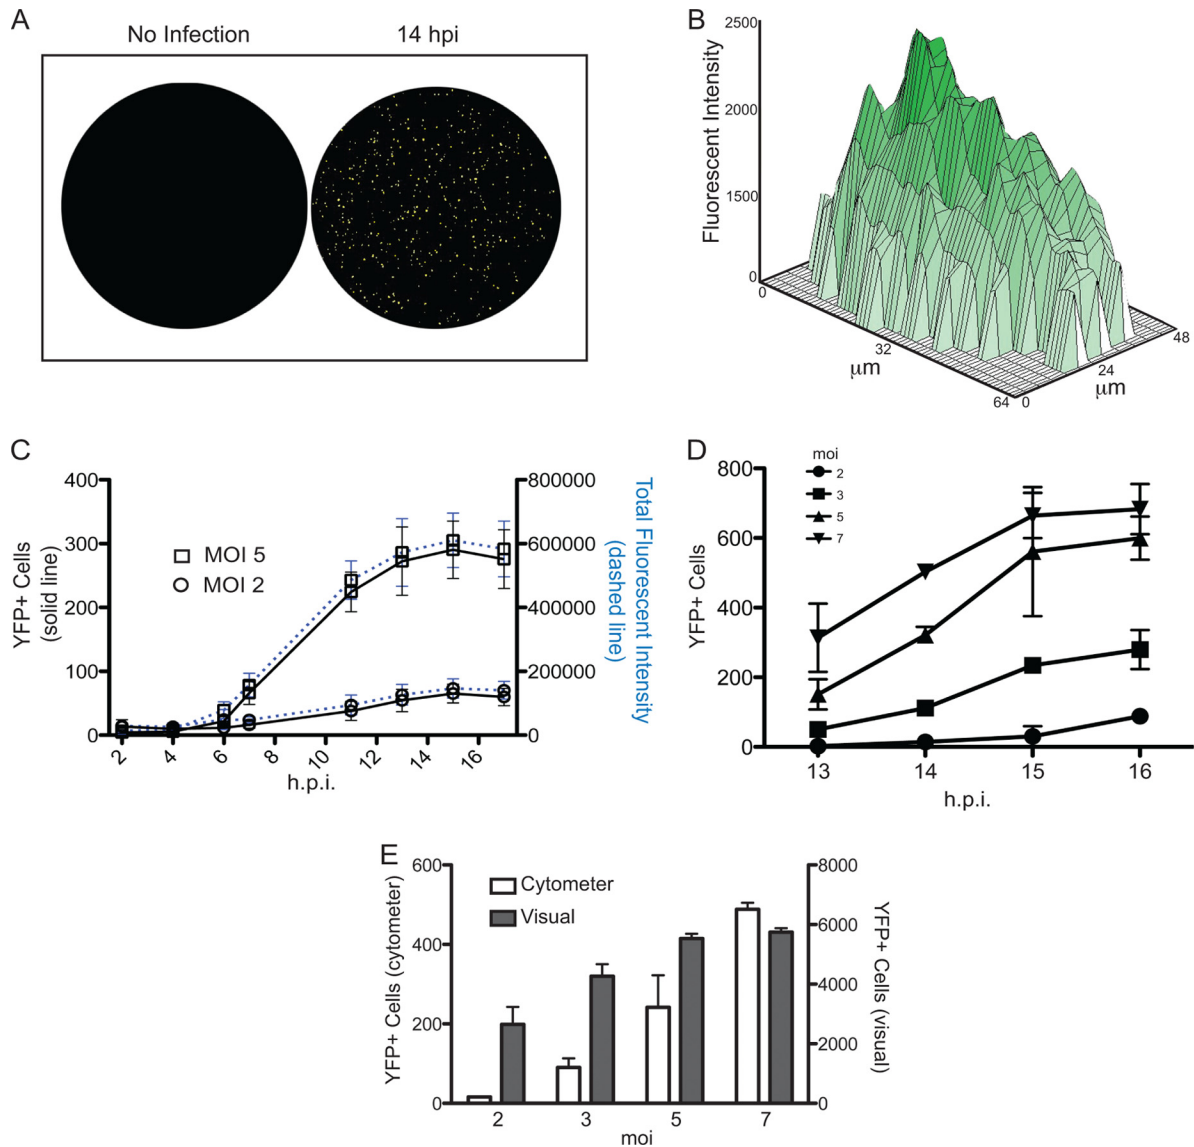 A
No Infection
14 hpi
B
Fluorescent Intensity
2500
2000
1500
0
0
32
64
μm
0
24
48
μm
C
YFP+ Cells
(solid line)
400
300
200
100
0
MOI 5
MOI 2
800000
600000
400000
200000
0
Total Fluorescent Intensity
(dashed line)
2
4
6
8
10
12
14
16
h.p.i.
D
moi
2
3
5
7
YFP+ Cells
800
600
400
200
0
13
14
15
16
h.p.i.
E
YFP+ Cells (cytometer)
600
400
200
0
Cytometer
Visual
8000
6000
4000
2000
0
YFP+ Cells (visual)
2
3
5
7
moi